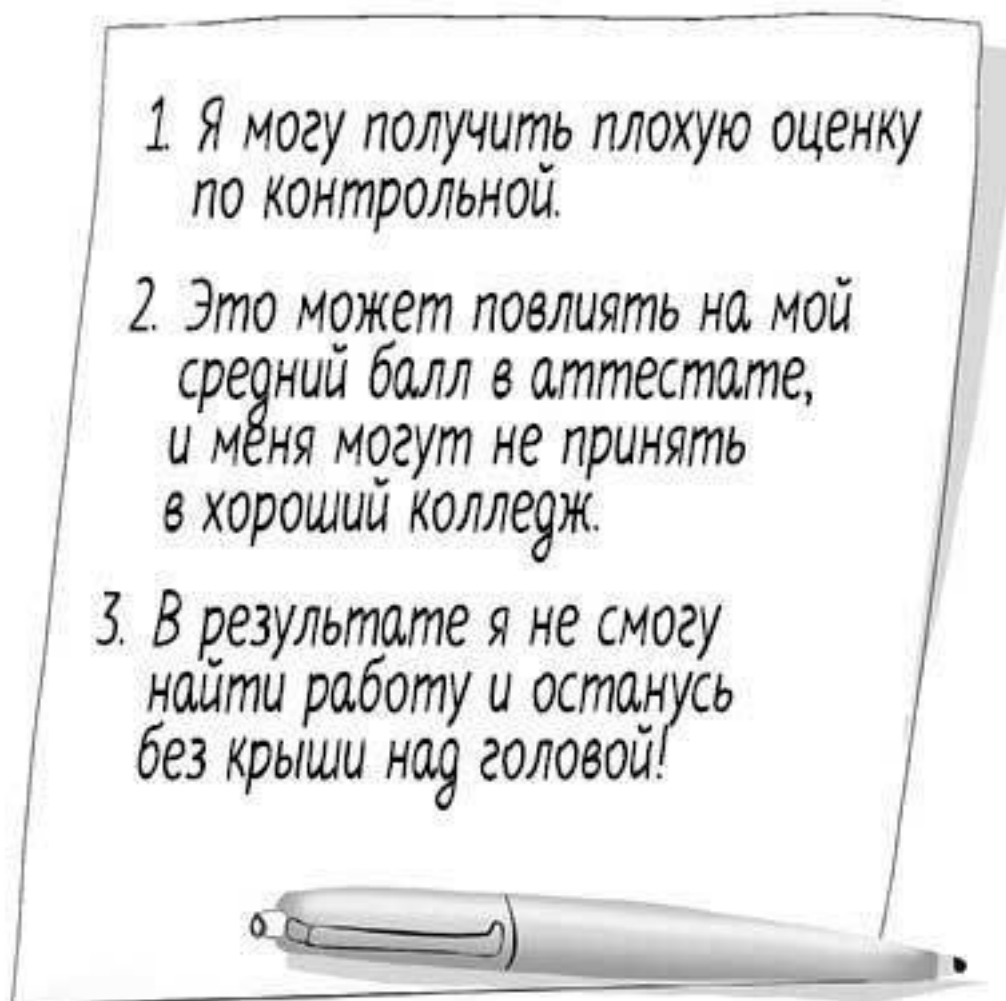 1. Я могу получить плохую оценку
по контрольной.
2. Это может повлиять на мой
средний балл в аттестате,
и меня могут не принять
в хороший колледж.
3. В результате я не смогу
найти работу и останусь
без крыши над головой!